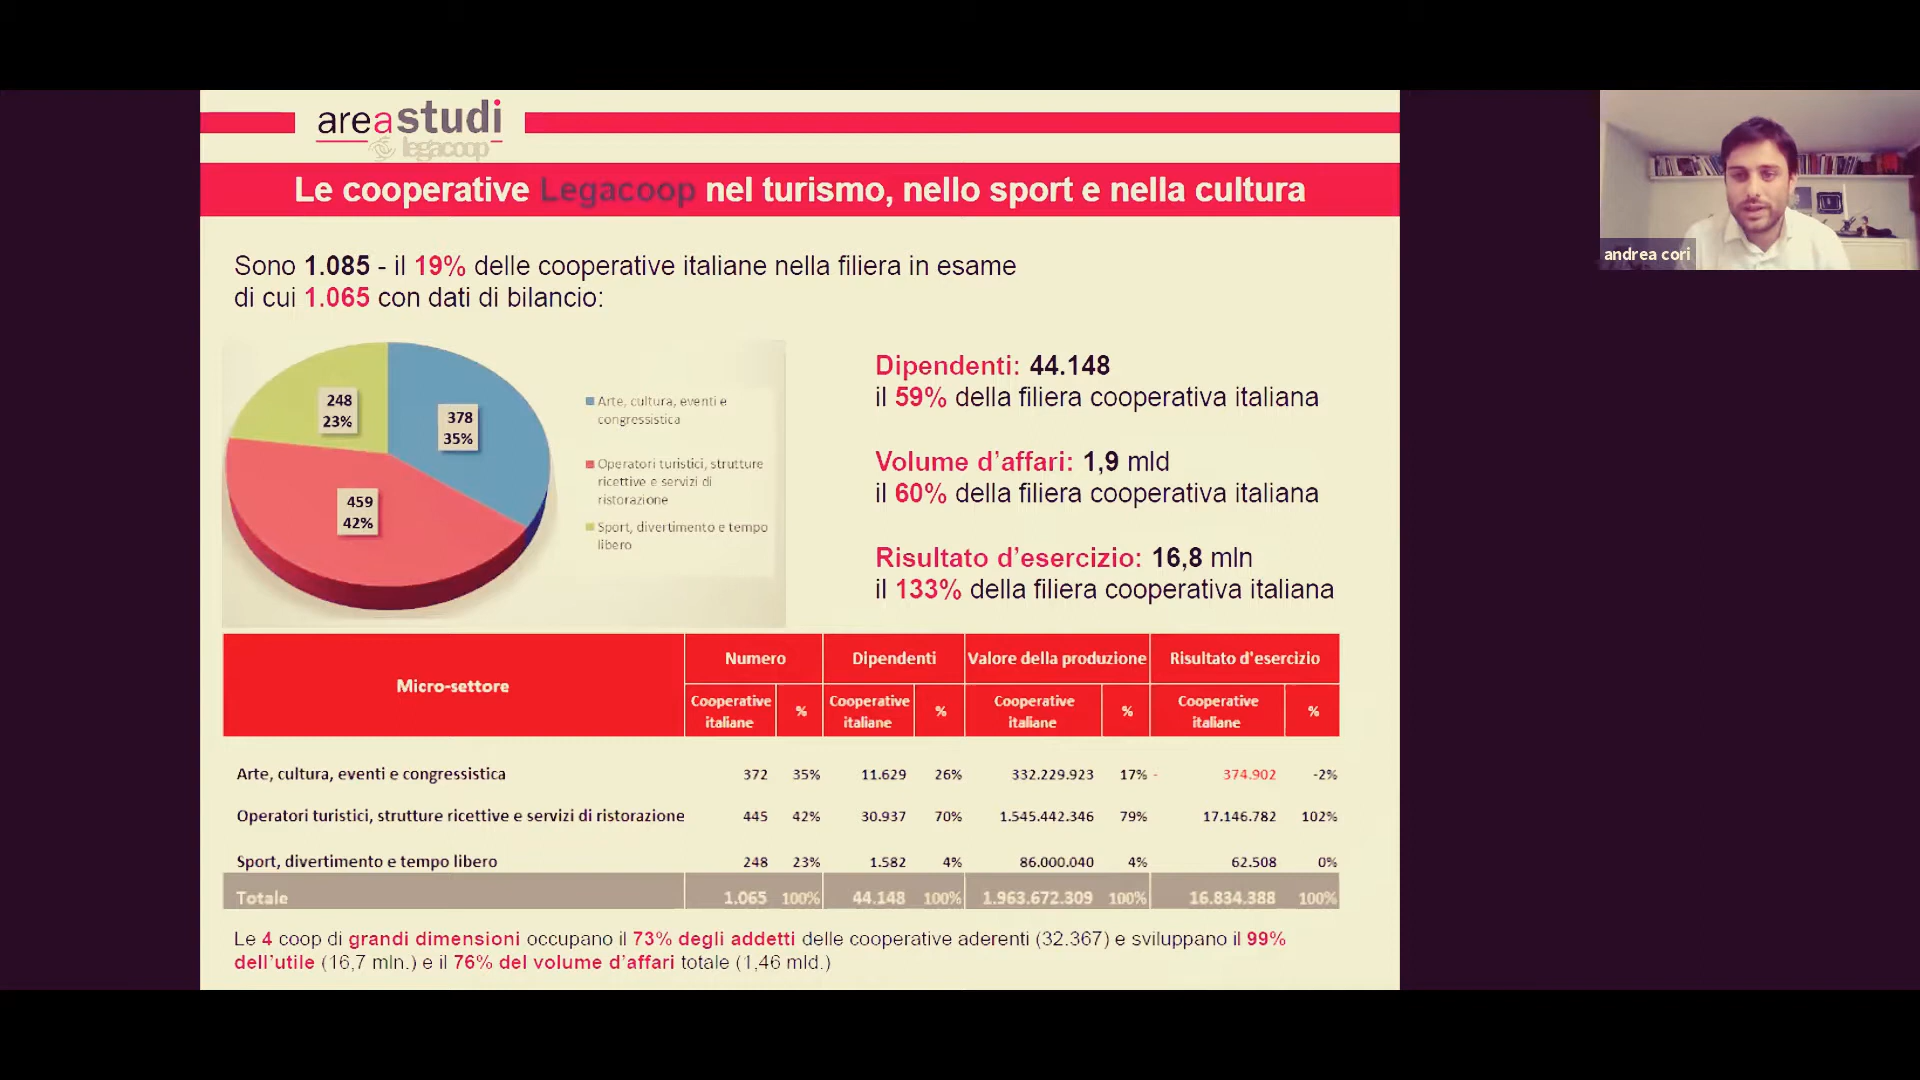 areastudi
legacoop
Le cooperative Legacoop nel turismo, nello sport e nella cultura
andrea cori
Sono 1.085 - il 19% delle cooperative italiane nella filiera in esame
di cui 1.065 con dati di bilancio:
248
23%
378
35%
459
42%
Arte, cultura, eventi e
congressistica
Operatori turistici, strutture
ricettive e servizi di
ristorazione
Sport, divertimento e tempo
libero
Dipendenti: 44.148
il 59% della filiera cooperativa italiana
Volume d’affari: 1,9 mld
il 60% della filiera cooperativa italiana
Risultato d’esercizio: 16,8 mln
il 133% della filiera cooperativa italiana
Micro-settore Numero Dipendenti Valore della produzione Risultato d'esercizio
Cooperative italiane % Cooperative italiane % Cooperative italiane % Cooperative italiane %
Arte, cultura, eventi e congressistica 372 35% 11.629 26% 332.229.923 17% - 374.902 -2%
Operatori turistici, strutture ricettive e servizi di ristorazione 445 42% 30.937 70% 1.545.442.346 79% 17.146.782 102%
Sport, divertimento e tempo libero 248 23% 1.582 4% 86.000.040 4% 62.508 0%
Totale 1.065 100% 44.148 100% 1.963.672.309 100% 16.834.388 100%
Le 4 coop di grandi dimensioni occupano il 73% degli addetti delle cooperative aderenti (32.367) e sviluppano il 99%
dell’utile (16,7 mln.) e il 76% del volume d’affari totale (1,46 mld.)